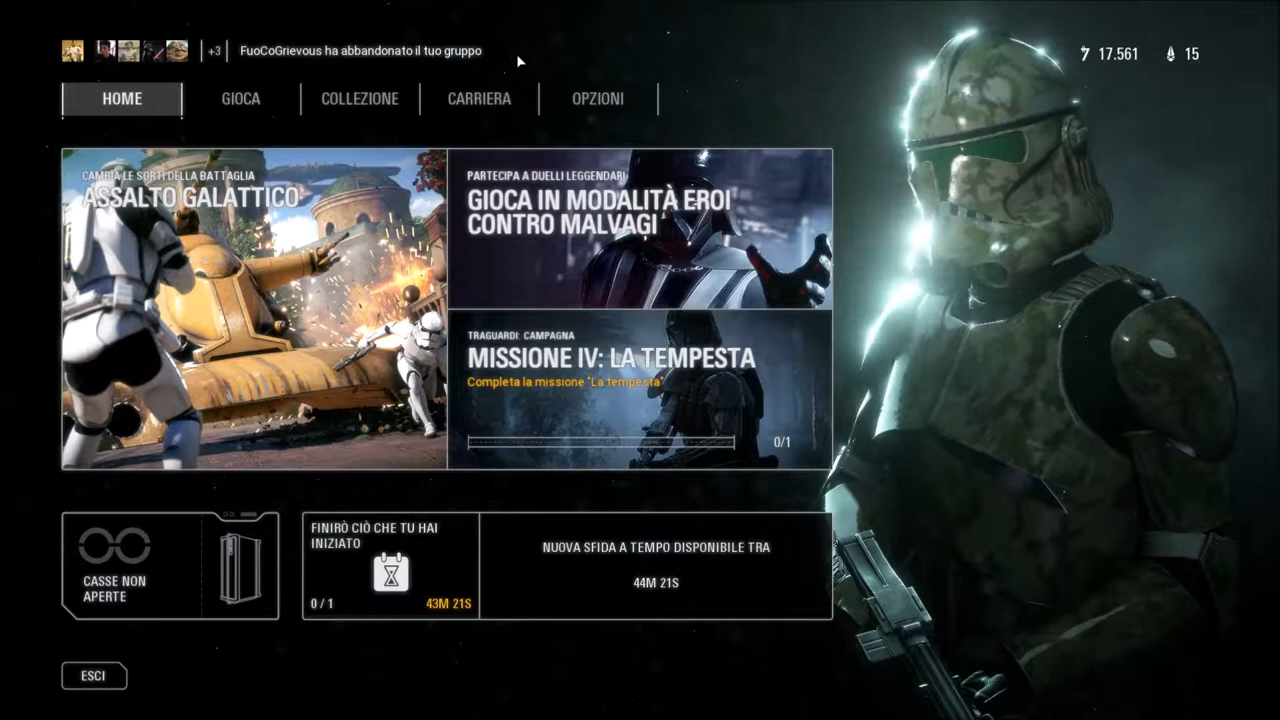 +3 FuoCoGrievous ha abbandonato il tuo gruppo
17.561 15
HOME GIOCA COLLEZIONE CARRIERA OPZIONI
CAMBIA LE SORTI DELLA BATTAGLIA
ASSALTO GALATTICO
PARTECIPA A DUELLI LEGGENDARI
GIOCA IN MODALITÀ EROI
CONTRO MALVAGI
TRAGUARDI: CAMPAGNA
MISSIONE IV: LA TEMPESTA
Completa la missione "La tempesta"
0/1
CASSE NON
APERTE
FINIRÒ CIÒ CHE TU HAI
INIZIATO
0 / 1 43M 21S
NUOVA SFIDA A TEMPO DISPONIBILE TRA
44M 21S
ESCI